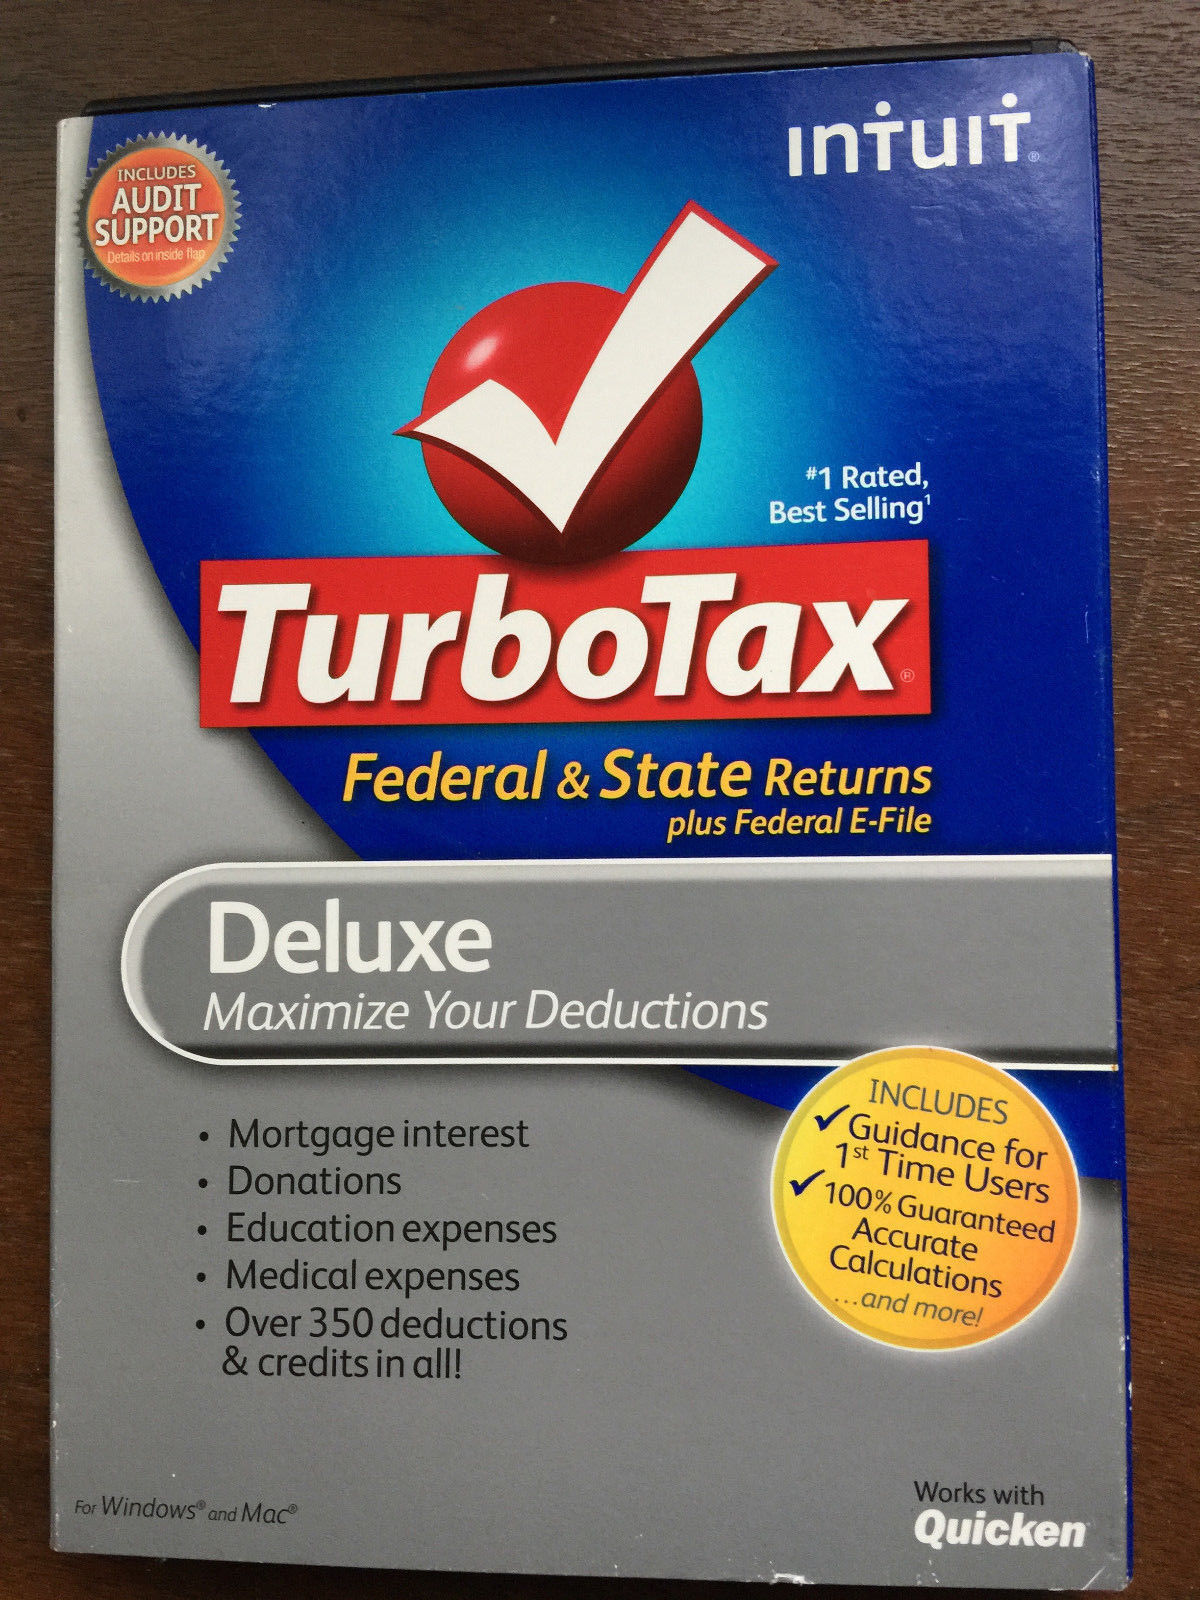 INTUIT®
INCLUDES
AUDIT
SUPPORT
Details on inside flap
#1 Rated,
Best Selling¹
TurboTax®
Federal & State Returns
plus Federal E-File
Deluxe
Maximize Your Deductions
INCLUDES
✓ Guidance for
1st Time Users
✓ 100% Guaranteed
Accurate
Calculations
...and more!
• Mortgage interest
• Donations
• Education expenses
• Medical expenses
• Over 350 deductions
& credits in all!
For Windows® and Mac®
Works with
Quicken